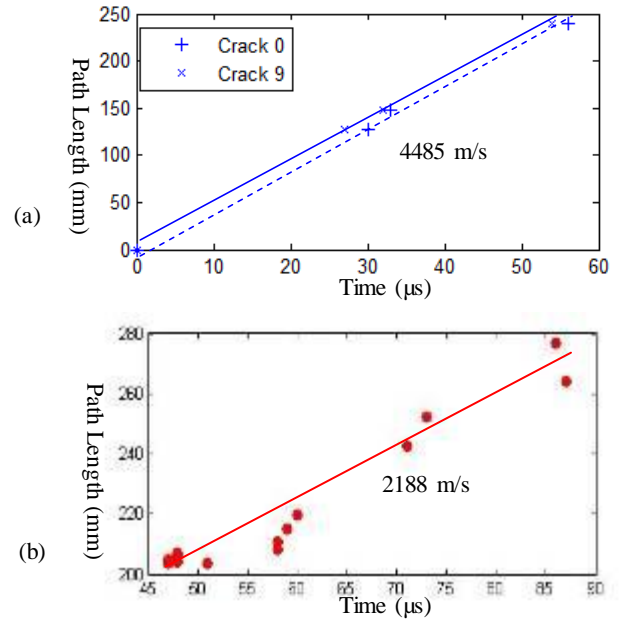 250
200
150
100
50
0
Path Length (mm)
Crack 0
Crack 9
4485 m/s
(a)
0 10 20 30 40 50 60
Time (µs)
280
260
240
220
200
Path Length (mm)
2188 m/s
(b)
45 50 55 60 65 70 75 80 85 90
Time (µs)